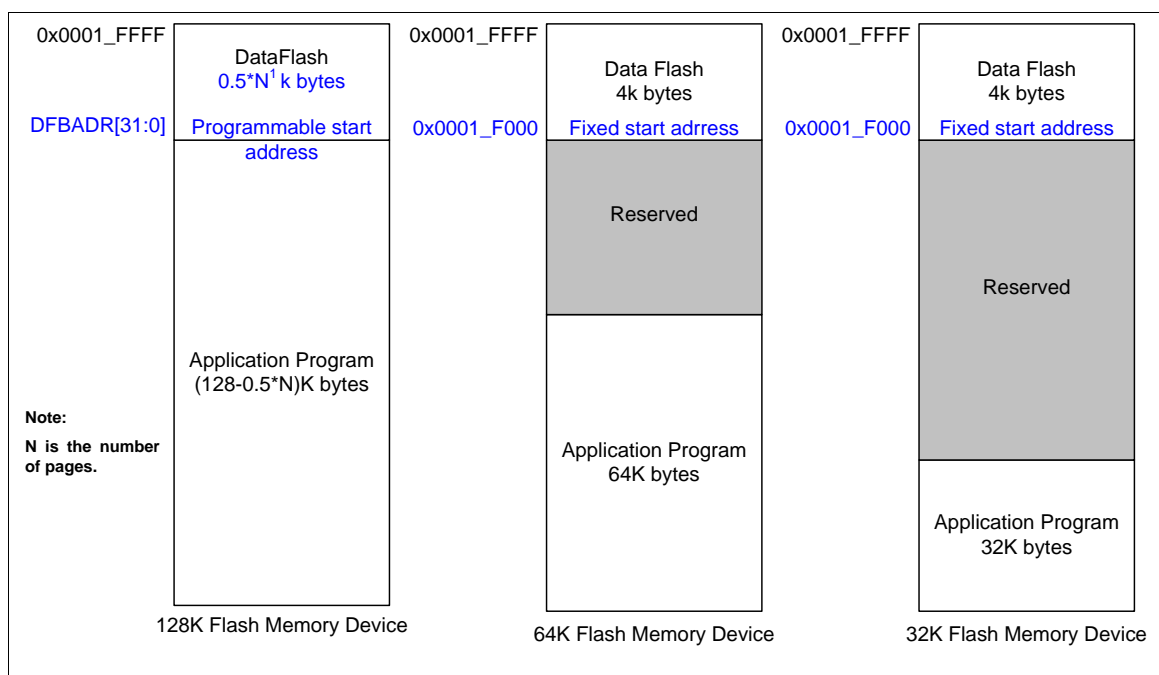 0x0001_FFFF
DataFlash
0.5*N1 k bytes
DFBADR[31:0]
Programmable start
address
Application Program
(128-0.5*N)K bytes
Note:
N is the number
of pages.
128K Flash Memory Device
0x0001_FFFF
Data Flash
4k bytes
0x0001_F000
Fixed start adrress
Reserved
Application Program
64K bytes
64K Flash Memory Device
0x0001_FFFF
Data Flash
4k bytes
0x0001_F000
Fixed start address
Reserved
Application Program
32K bytes
32K Flash Memory Device